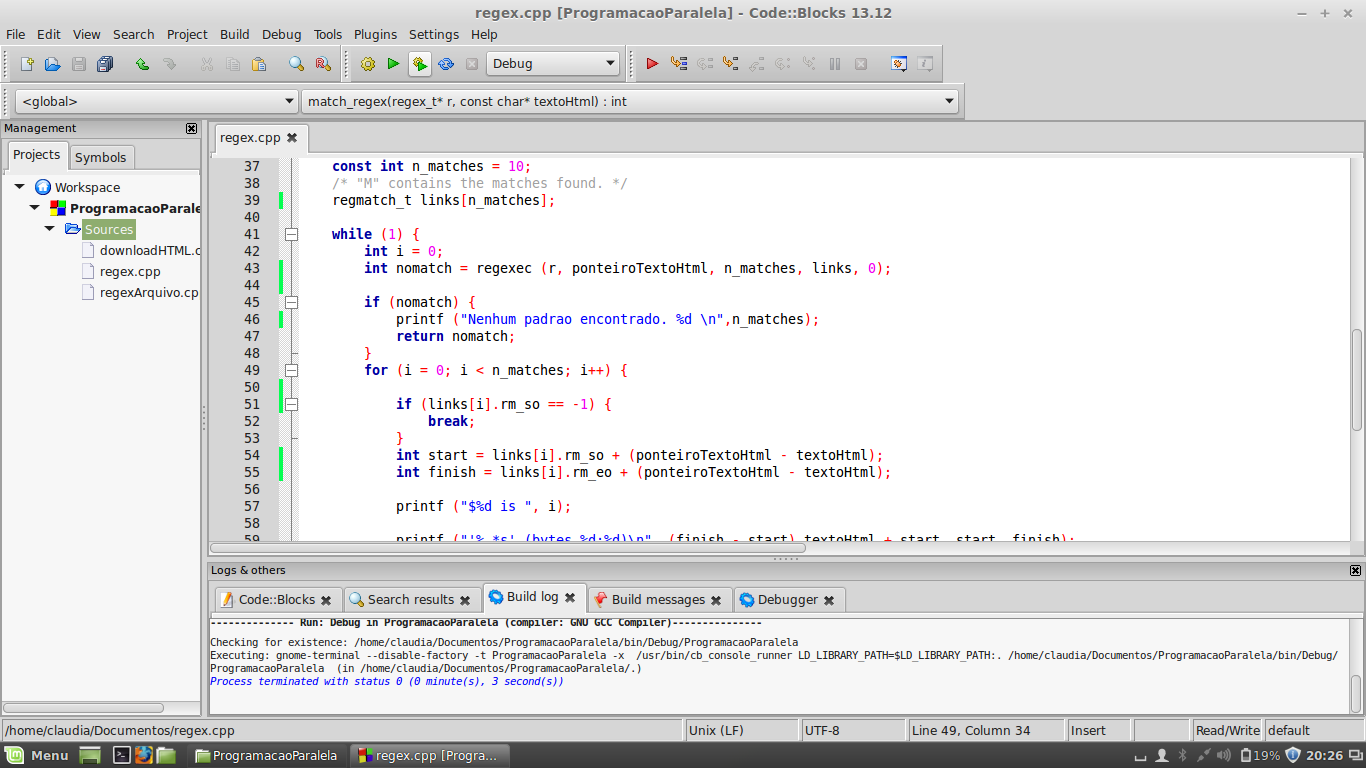 regex.cpp [ProgramacaoParalela] - Code::Blocks 13.12
File Edit View Search Project Build Debug Tools Plugins Settings Help
Debug
<global> match_regex(regex_t* r, const char* textoHtml) : int
Management
Projects Symbols
Workspace
ProgramacaoParale
Sources
downloadHTML.c
regex.cpp
regexArquivo.cp
regex.cpp
37 const int n_matches = 10;
38 /* "M" contains the matches found. */
39 regmatch_t links[n_matches];
40
41 while (1) {
42 int i = 0;
43 int nomatch = regexec (r, ponteiroTextoHtml, n_matches, links, 0);
44
45 if (nomatch) {
46 printf ("Nenhum padrao encontrado. %d \n",n_matches);
47 return nomatch;
48 }
49 for (i = 0; i < n_matches; i++) {
50
51 if (links[i].rm_so == -1) {
52 break;
53 }
54 int start = links[i].rm_so + (ponteiroTextoHtml - textoHtml);
55 int finish = links[i].rm_eo + (ponteiroTextoHtml - textoHtml);
56
57 printf ("$%d is ", i);
58
59 printf ("'%.*s' (bytes %d:%d)\n", (finish - start),textoHtml + start, start, finish);
Logs & others
Code::Blocks Search results Build log Build messages Debugger
-------------- Run: Debug in ProgramacaoParalela (compiler: GNU GCC Compiler)---------------
Checking for existence: /home/claudia/Documentos/ProgramacaoParalela/bin/Debug/ProgramacaoParalela
Executing: gnome-terminal --disable-factory -t ProgramacaoParalela -x  /usr/bin/cb_console_runner LD_LIBRARY_PATH=$LD_LIBRARY_PATH:. /home/claudia/Documentos/ProgramacaoParalela/bin/Debug/
ProgramacaoParalela  (in /home/claudia/Documentos/ProgramacaoParalela/.)
Process terminated with status 0 (0 minute(s), 3 second(s))
/home/claudia/Documentos/regex.cpp Unix (LF) UTF-8 Line 49, Column 34 Insert Read/Write default
Menu ProgramacaoParalela regex.cpp [Progra... 19% 20:26